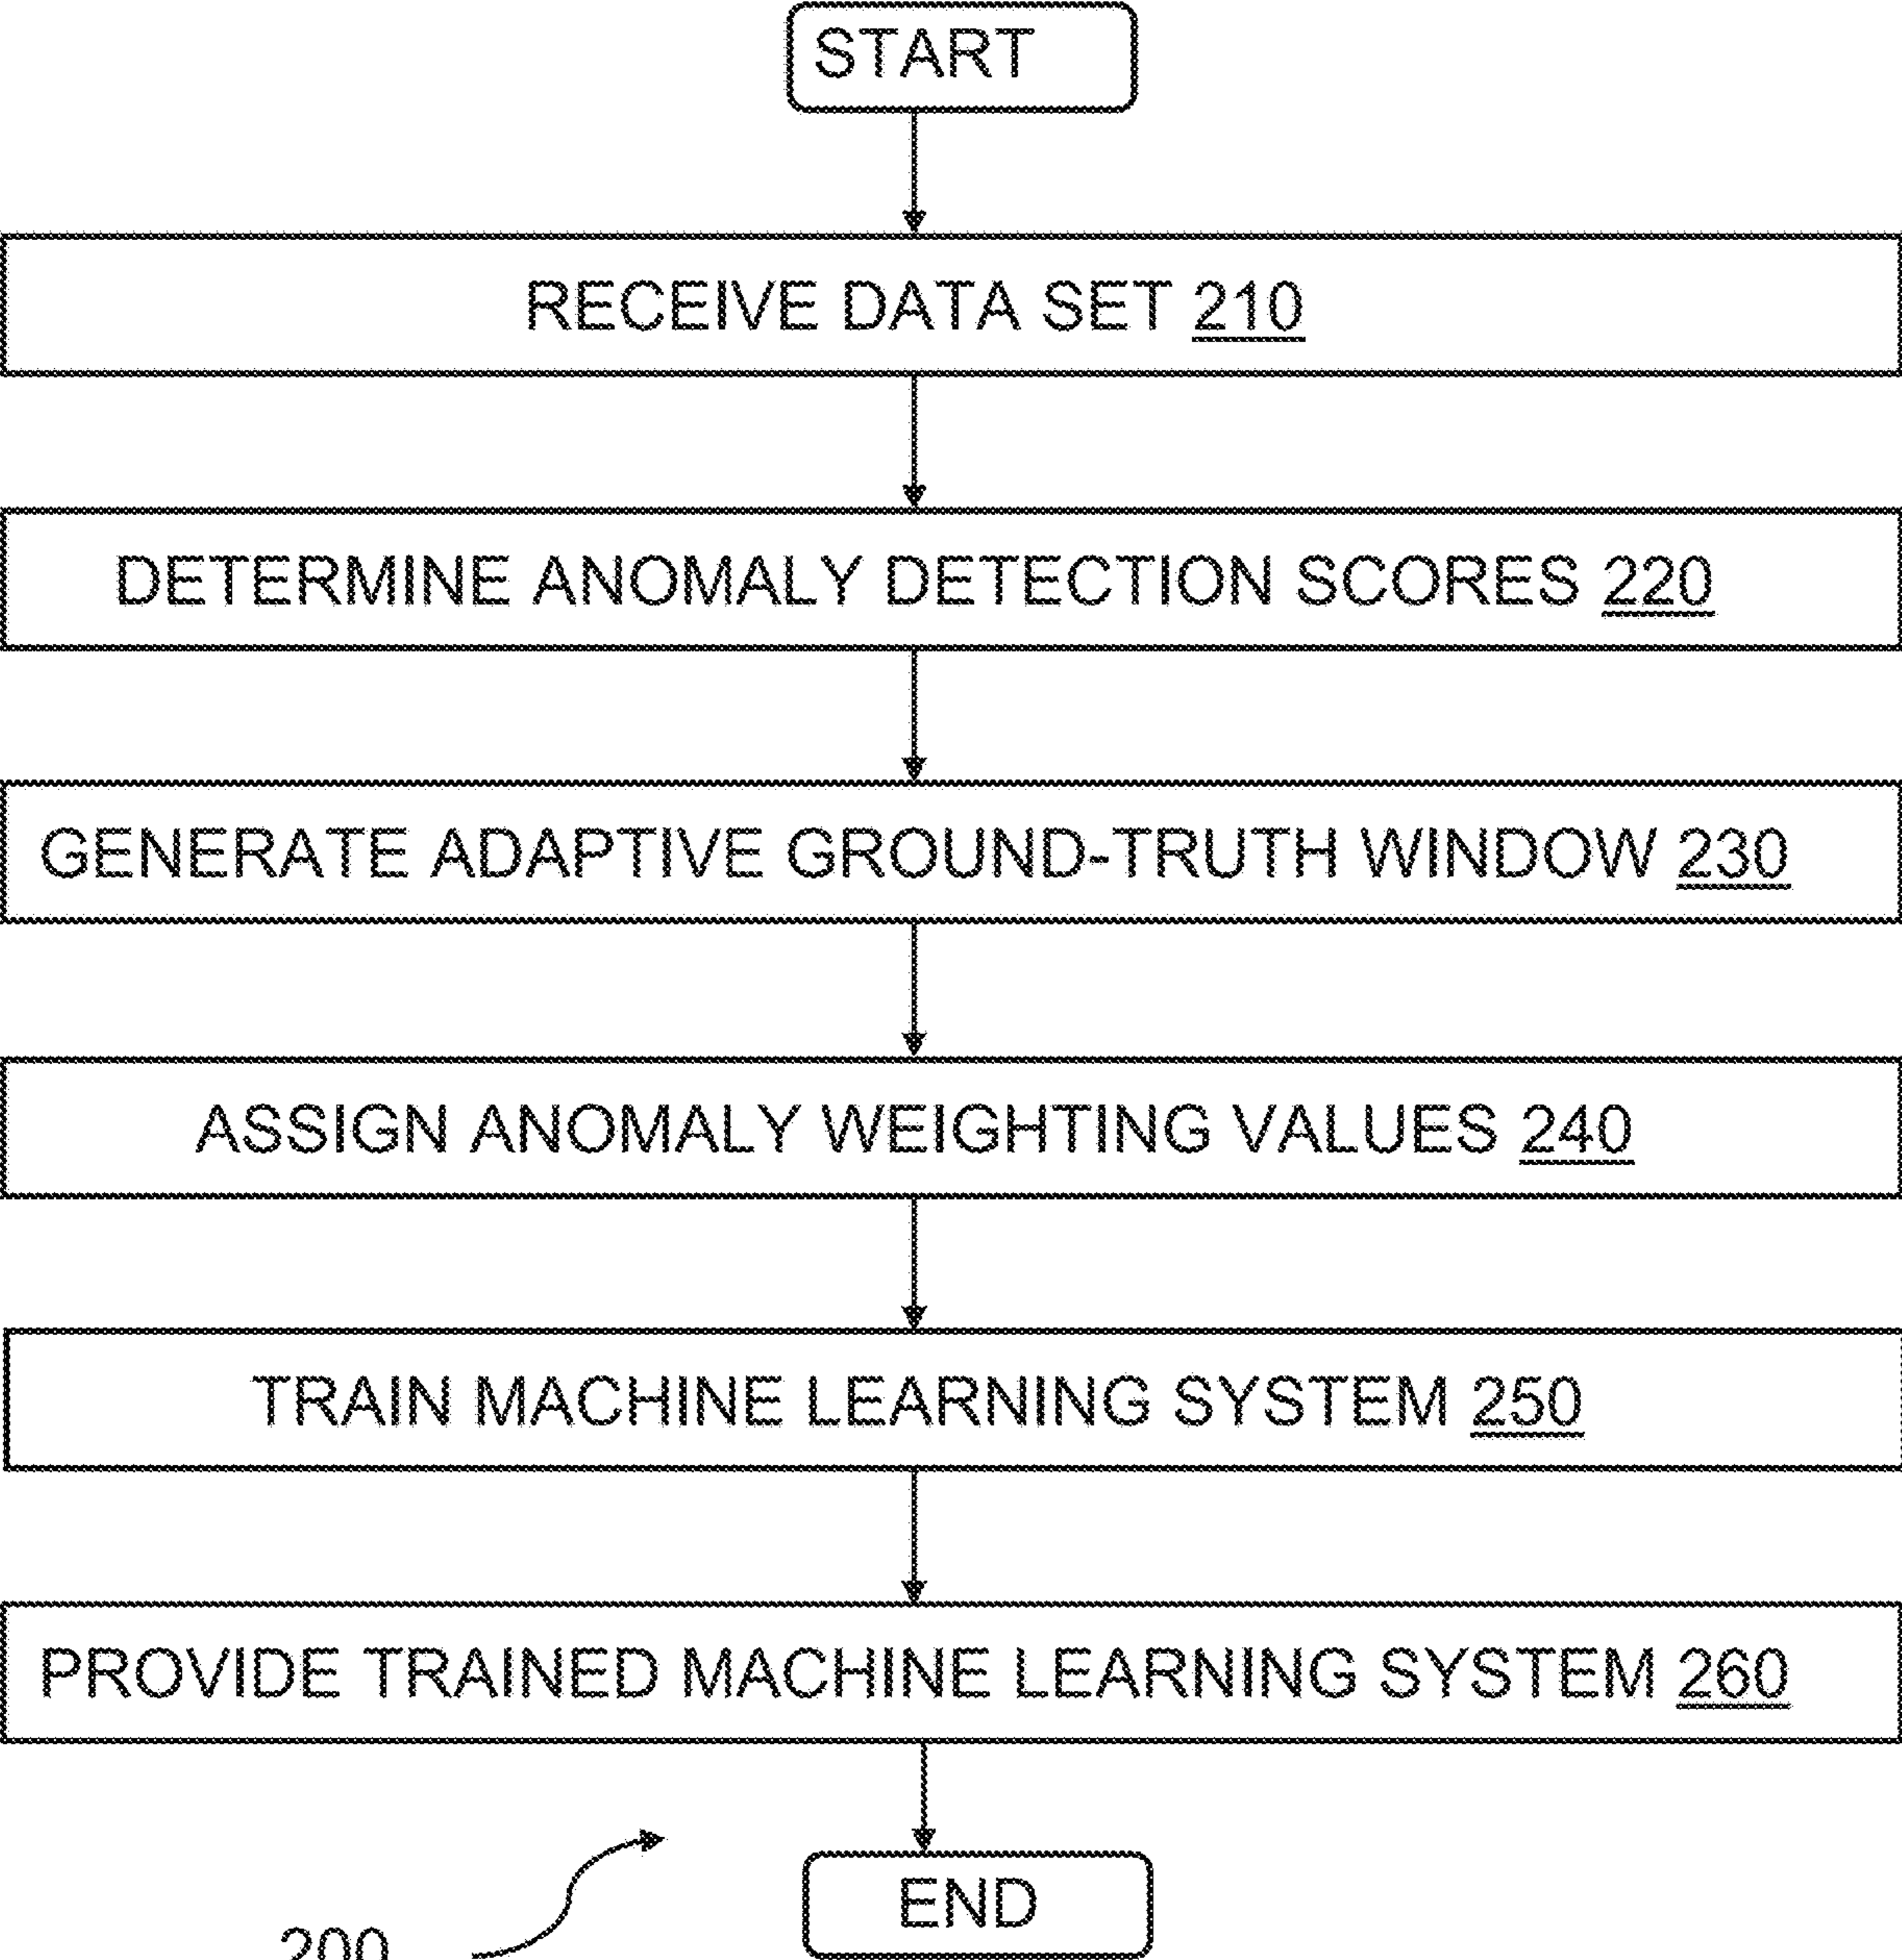 START
RECEIVE DATA SET 210
DETERMINE ANOMALY DETECTION SCORES 220
GENERATE ADAPTIVE GROUND-TRUTH WINDOW 230
ASSIGN ANOMALY WEIGHTING VALUES 240
TRAIN MACHINE LEARNING SYSTEM 250
PROVIDE TRAINED MACHINE LEARNING SYSTEM 260
END
200